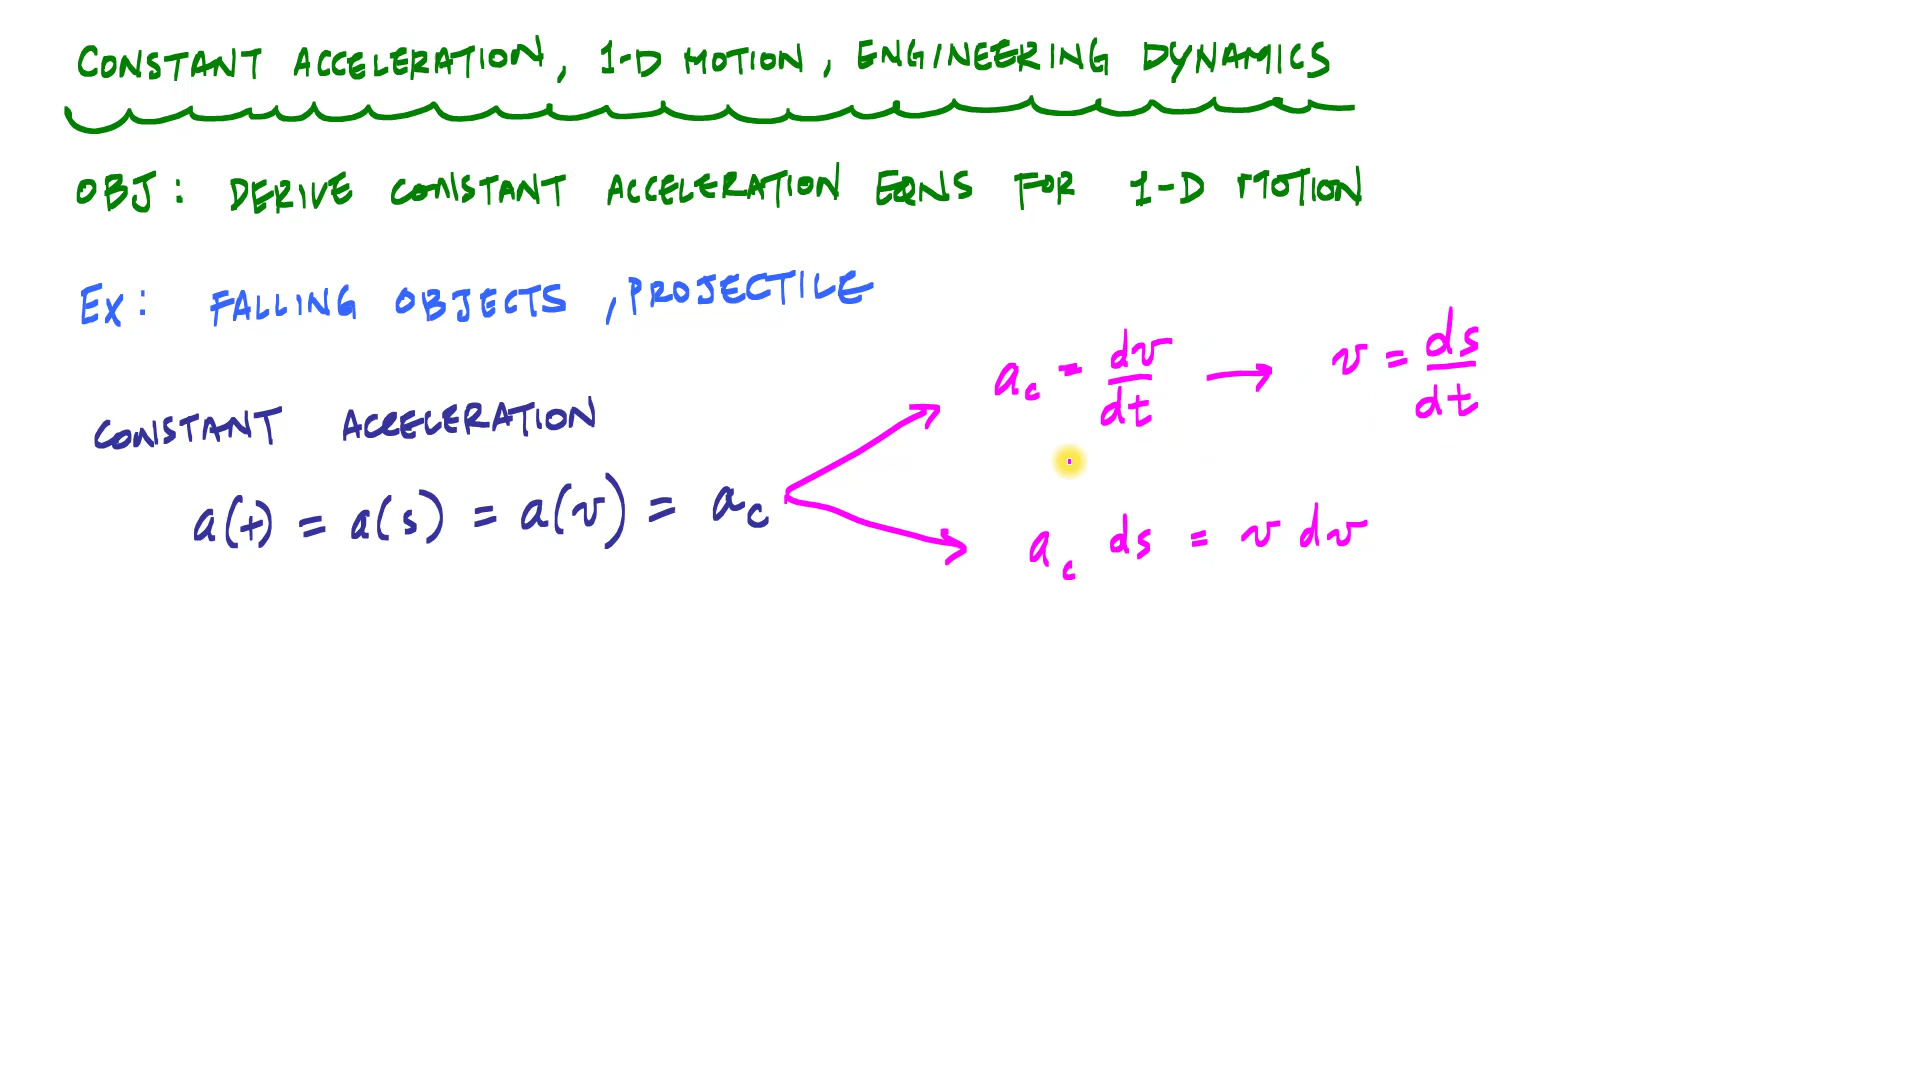 CONSTANT ACCELERATION, 1-D MOTION, ENGINEERING DYNAMICS
OBJ: DERIVE CONSTANT ACCELERATION EQNS FOR 1-D MOTION
Ex: FALLING OBJECTS, PROJECTILE
a_c = dv/dt → v = ds/dt
CONSTANT ACCELERATION
a(t) = a(s) = a(v) = a_c
a_c ds = v dv